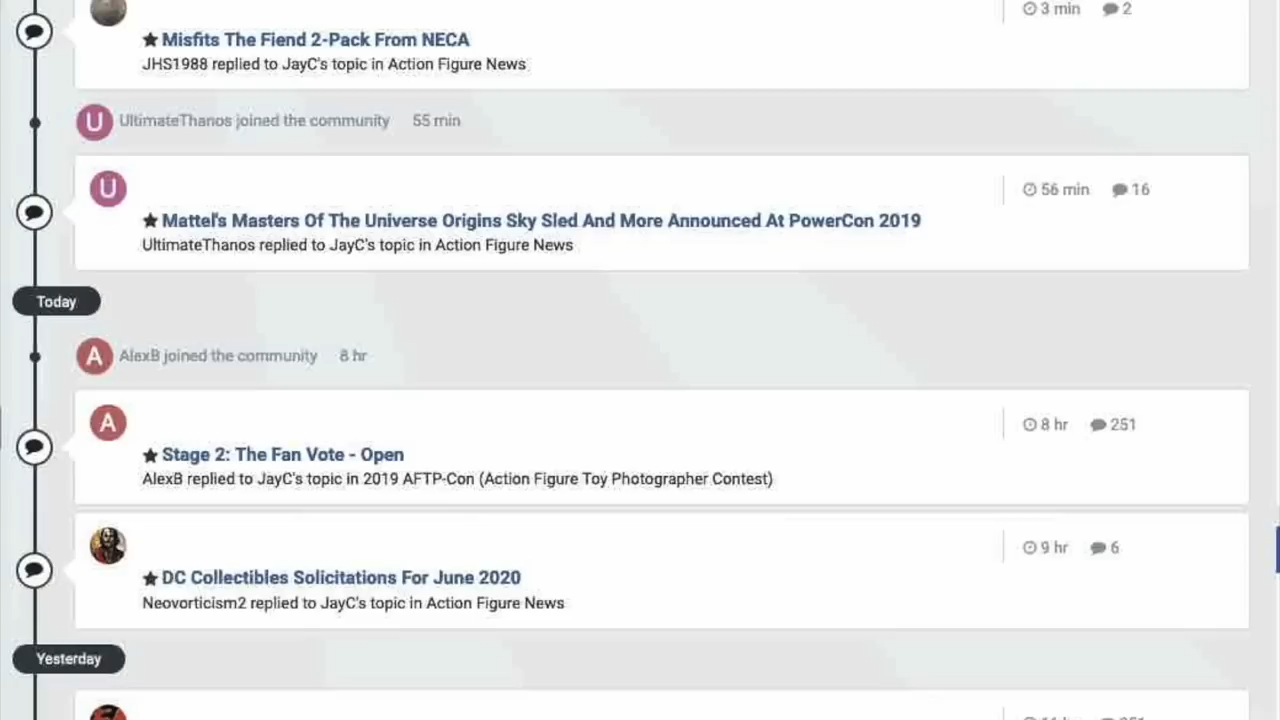 3 min 2
Misfits The Fiend 2-Pack From NECA
JHS1988 replied to JayC's topic in Action Figure News
U UltimateThanos joined the community 55 min
U 56 min 16
Mattel's Masters Of The Universe Origins Sky Sled And More Announced At PowerCon 2019
UltimateThanos replied to JayC's topic in Action Figure News
Today
A AlexB joined the community 8 hr
A 8 hr 251
Stage 2: The Fan Vote - Open
AlexB replied to JayC's topic in 2019 AFTP-Con (Action Figure Toy Photographer Contest)
9 hr 6
DC Collectibles Solicitations For June 2020
Neovorticism2 replied to JayC's topic in Action Figure News
Yesterday